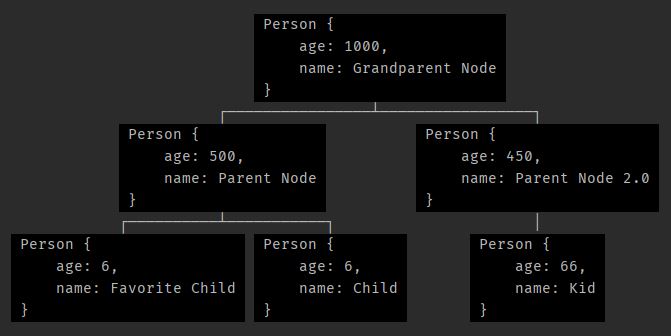 Person {
    age: 1000,
    name: Grandparent Node
}
Person {
    age: 500,
    name: Parent Node
}
Person {
    age: 450,
    name: Parent Node 2.0
}
Person {
    age: 6,
    name: Favorite Child
}
Person {
    age: 6,
    name: Child
}
Person {
    age: 66,
    name: Kid
}